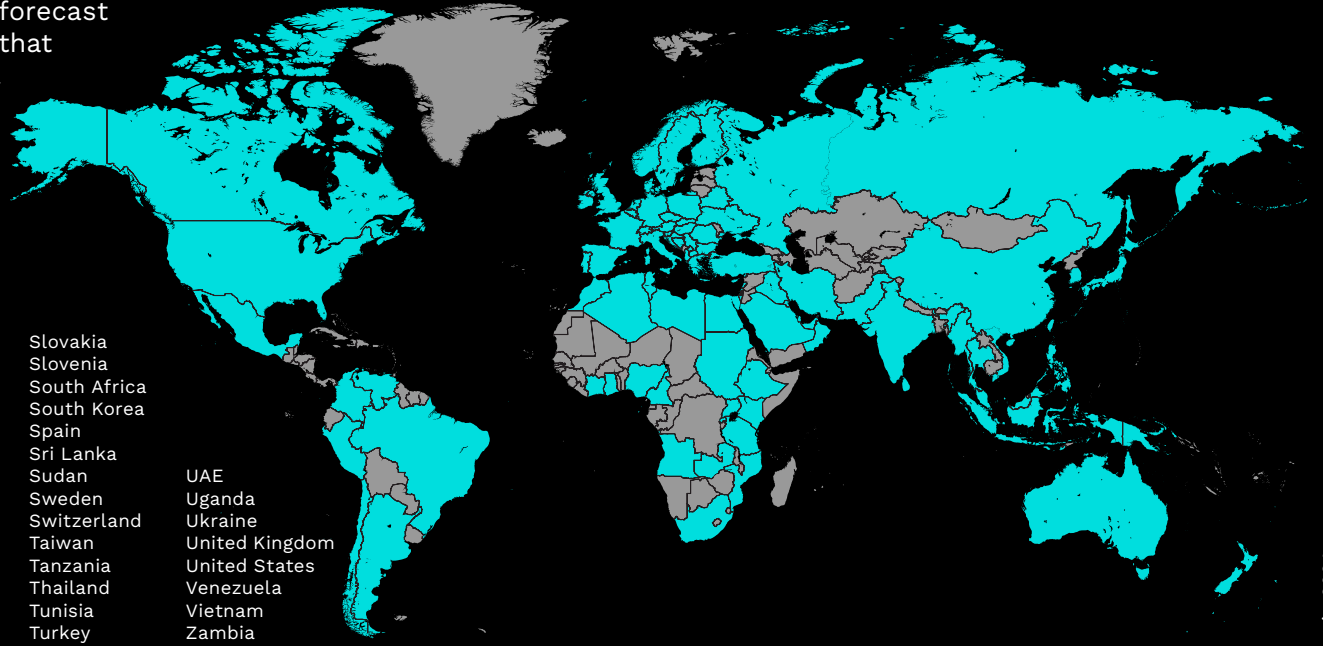 forecast
that
Slovakia
Slovenia
South Africa
South Korea
Spain
Sri Lanka
Sudan
Sweden
Switzerland
Taiwan
Tanzania
Thailand
Tunisia
Turkey
UAE
Uganda
Ukraine
United Kingdom
United States
Venezuela
Vietnam
Zambia